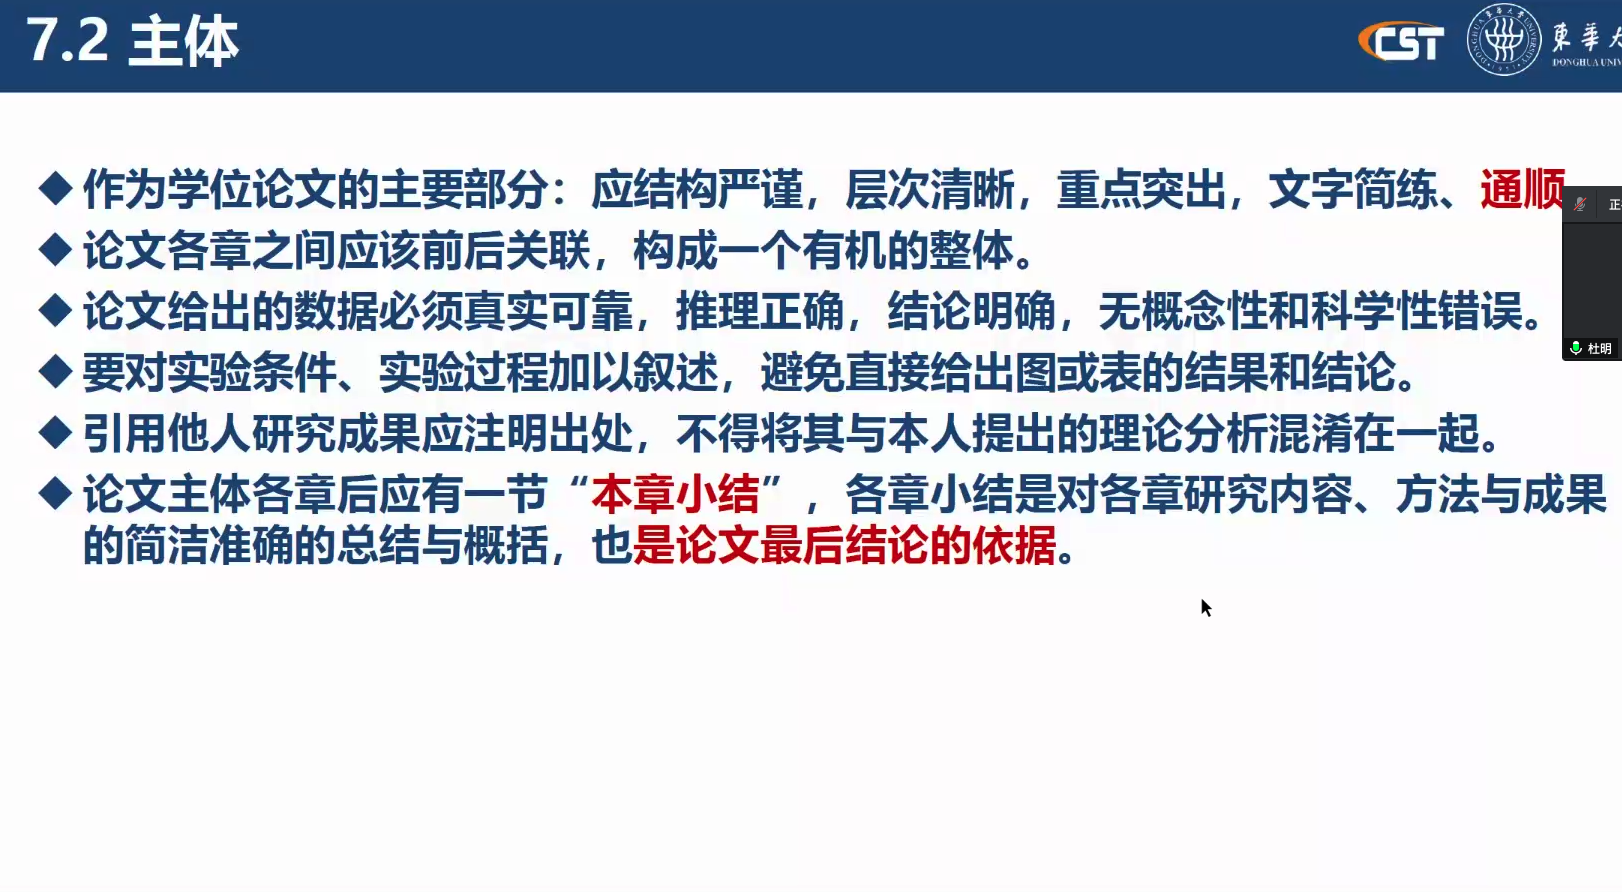 7.2 主体
CST
東華大
DONGHUA UNIV
◆作为学位论文的主要部分：应结构严谨，层次清晰，重点突出，文字简练、通顺
◆论文各章之间应该前后关联，构成一个有机的整体。
◆论文给出的数据必须真实可靠，推理正确，结论明确，无概念性和科学性错误。
◆要对实验条件、实验过程加以叙述，避免直接给出图或表的结果和结论。
◆引用他人研究成果应注明出处，不得将其与本人提出的理论分析混淆在一起。
◆论文主体各章后应有一节“本章小结”，各章小结是对各章研究内容、方法与成果
的简洁准确的总结与概括，也是论文最后结论的依据。
正
杜明